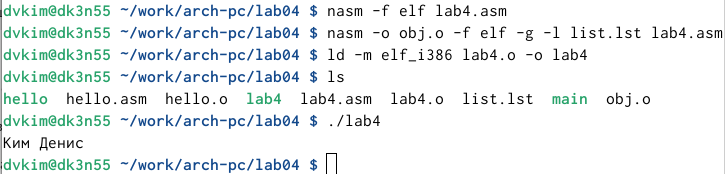 dvkim@dk3n55 ~/work/arch-pc/lab04 $ nasm -f elf lab4.asm
dvkim@dk3n55 ~/work/arch-pc/lab04 $ nasm -o obj.o -f elf -g -l list.lst lab4.asm
dvkim@dk3n55 ~/work/arch-pc/lab04 $ ld -m elf_i386 lab4.o -o lab4
dvkim@dk3n55 ~/work/arch-pc/lab04 $ ls
hello  hello.asm  hello.o  lab4  lab4.asm  lab4.o  list.lst  main  obj.o
dvkim@dk3n55 ~/work/arch-pc/lab04 $ ./lab4
Ким Денис
dvkim@dk3n55 ~/work/arch-pc/lab04 $